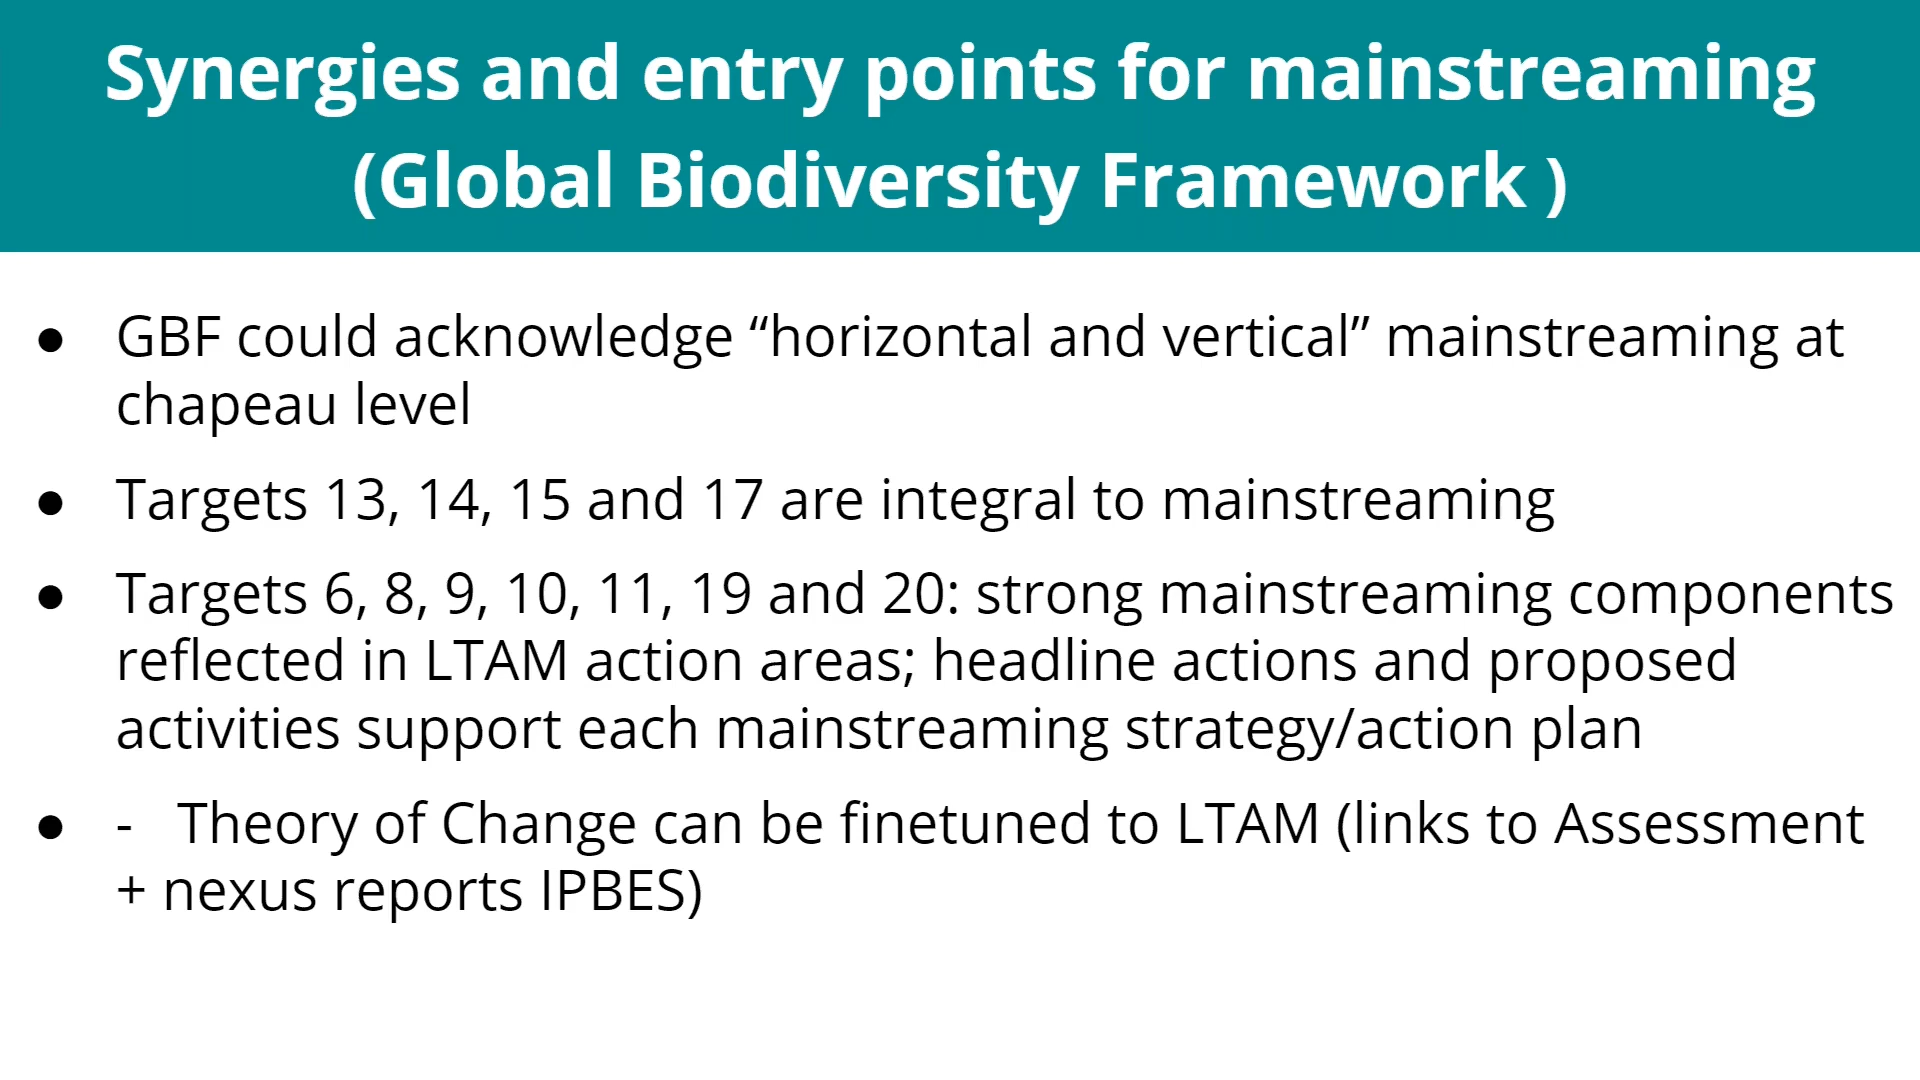 Synergies and entry points for mainstreaming
(Global Biodiversity Framework )
● GBF could acknowledge “horizontal and vertical” mainstreaming at
chapeau level
● Targets 13, 14, 15 and 17 are integral to mainstreaming
● Targets 6, 8, 9, 10, 11, 19 and 20: strong mainstreaming components
reflected in LTAM action areas; headline actions and proposed
activities support each mainstreaming strategy/action plan
● - Theory of Change can be finetuned to LTAM (links to Assessment
+ nexus reports IPBES)